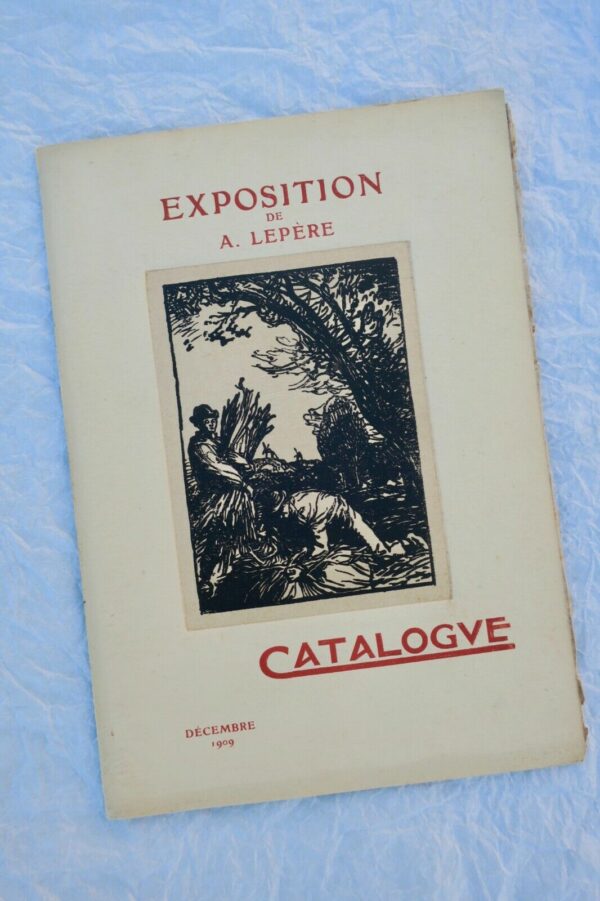 EXPOSITION
DE
A. LEPÈRE
CATALOGVE
DÉCEMBRE
1909